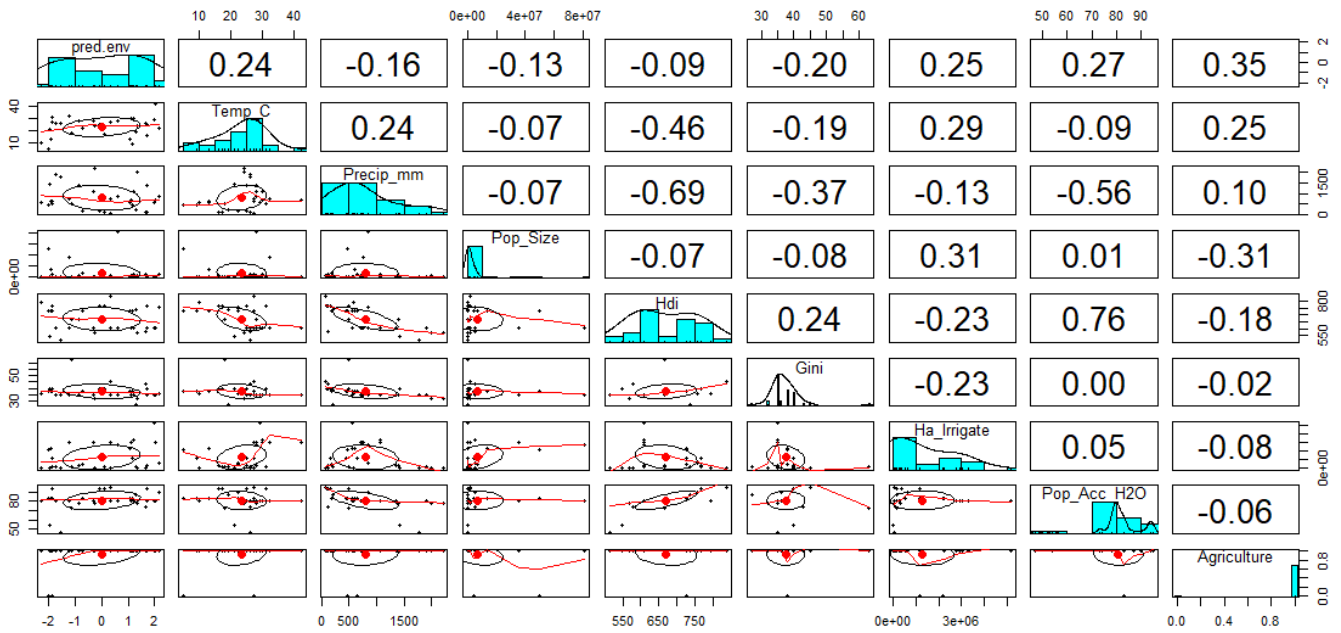 10 20 30 40 0e+00 4e+07 8e+07 30 40 50 60 50 60 70 80 90
pred.env 0.24 -0.16 -0.13 -0.09 -0.20 0.25 0.27 0.35 -2 0 2
10 40 Temp_C 0.24 -0.07 -0.46 -0.19 0.29 -0.09 0.25
Precip_mm -0.07 -0.69 -0.37 -0.13 -0.56 0.10 0 1500
0e+00 Pop_Size -0.07 -0.08 0.31 0.01 -0.31
Hdi 0.24 -0.23 0.76 -0.18 550 800
30 50 Gini -0.23 0.00 -0.02
Ha_Irrigate 0.05 -0.08 0e+00
50 80 Pop_Acc_H2O -0.06
Agriculture 0.0 0.8
-2 -1 0 1 2 0 500 1500 550 650 750 0e+00 3e+06 0.0 0.4 0.8